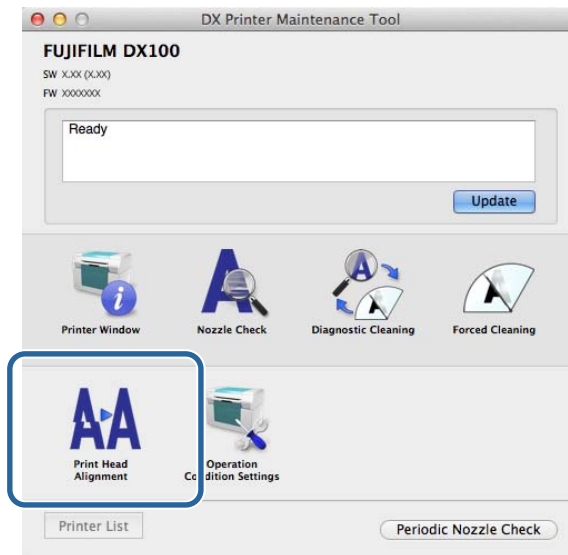 DX Printer Maintenance Tool
FUJIFILM DX100
SW X.XX (X.XX)
FW XXXXXXX
Ready
Update
Printer Window
Nozzle Check
Diagnostic Cleaning
Forced Cleaning
Print Head
Alignment
Operation
Condition Settings
Printer List
Periodic Nozzle Check